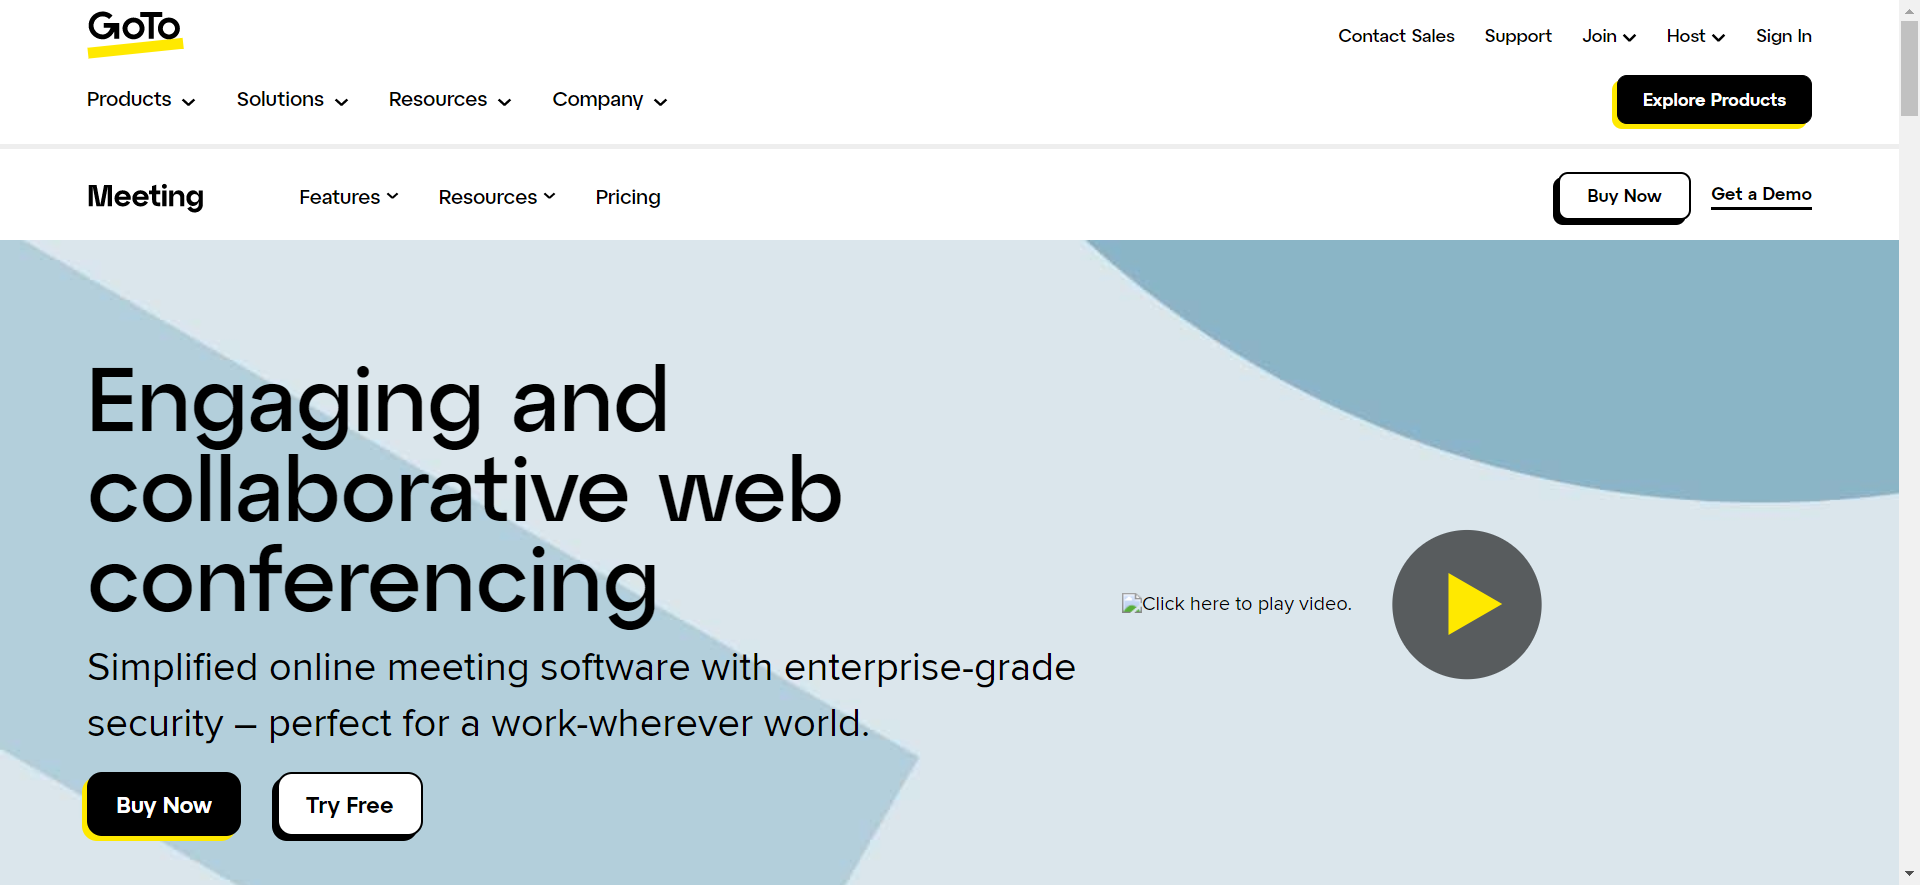 GoTo
Contact Sales Support Join Host Sign In
Products Solutions Resources Company
Explore Products
Meeting Features Resources Pricing
Buy Now Get a Demo
Engaging and
collaborative web
conferencing
Click here to play video.
Simplified online meeting software with enterprise-grade
security – perfect for a work-wherever world.
Buy Now Try Free